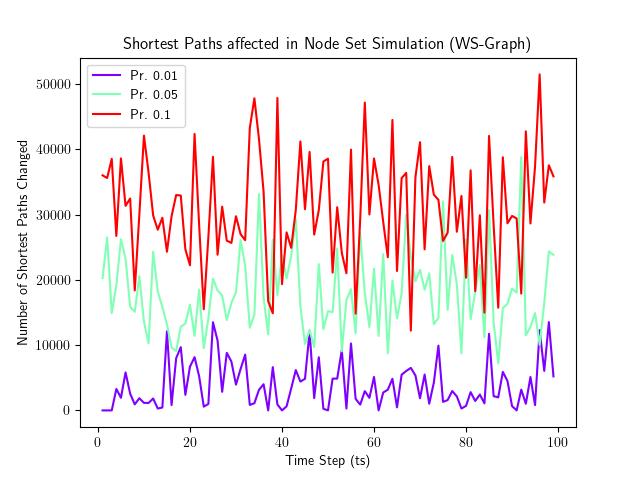 Shortest Paths affected in Node Set Simulation (WS-Graph)
Pr. 0.01
Pr. 0.05
Pr. 0.1
Number of Shortest Paths Changed
50000
40000
30000
20000
10000
0
0 20 40 60 80 100
Time Step (ts)